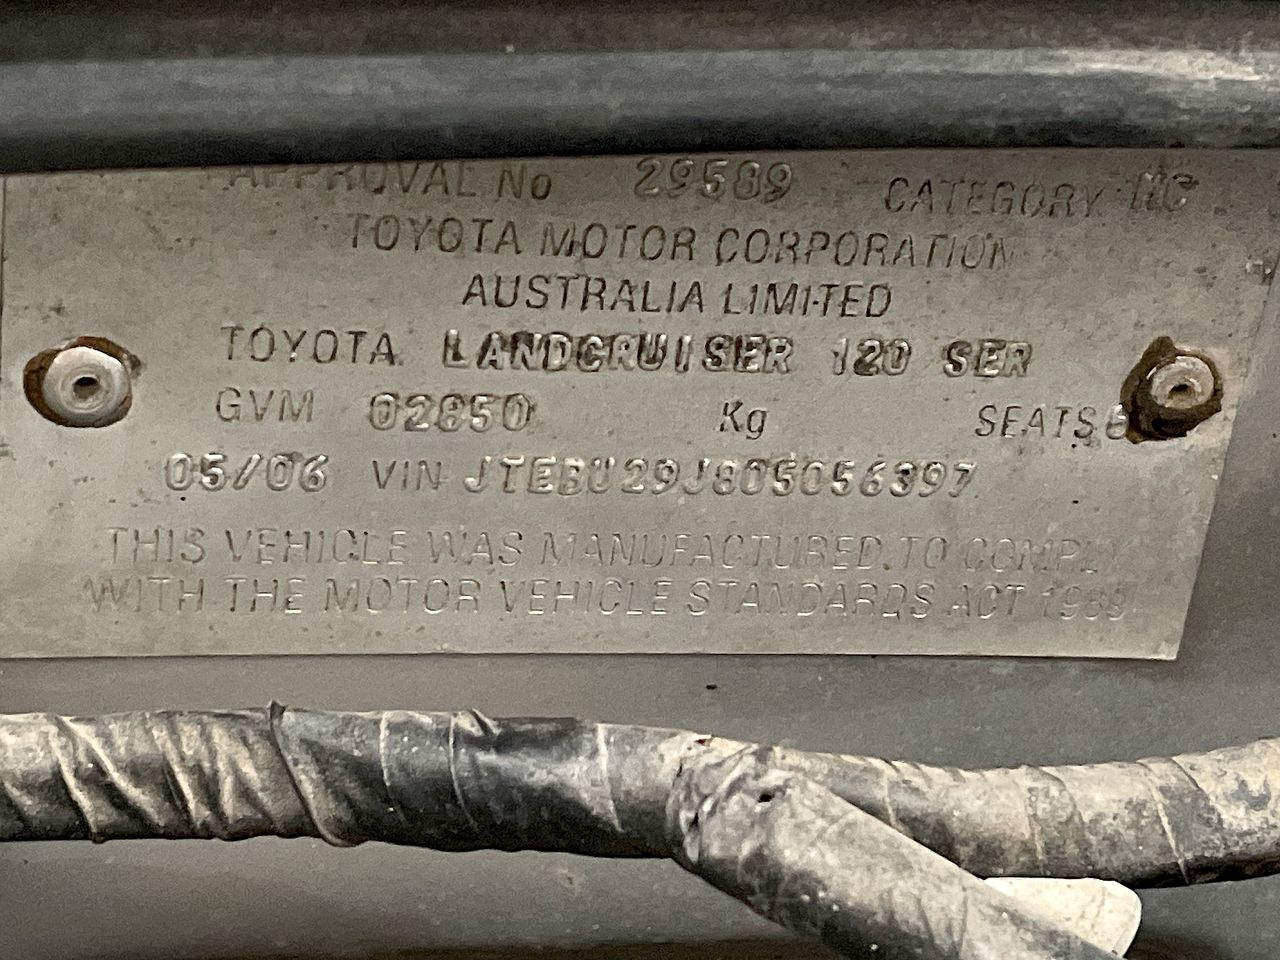 APPROVAL No 29589 CATEGORY MC
TOYOTA MOTOR CORPORATION
AUSTRALIA LIMITED
TOYOTA LANDCRUISER 120 SER
GVM 02850 Kg SEATS
05/06 VIN JTEBU29J805056397
THIS VEHICLE WAS MANUFACTURED TO COMPLY
WITH THE MOTOR VEHICLE STANDARDS ACT 1989